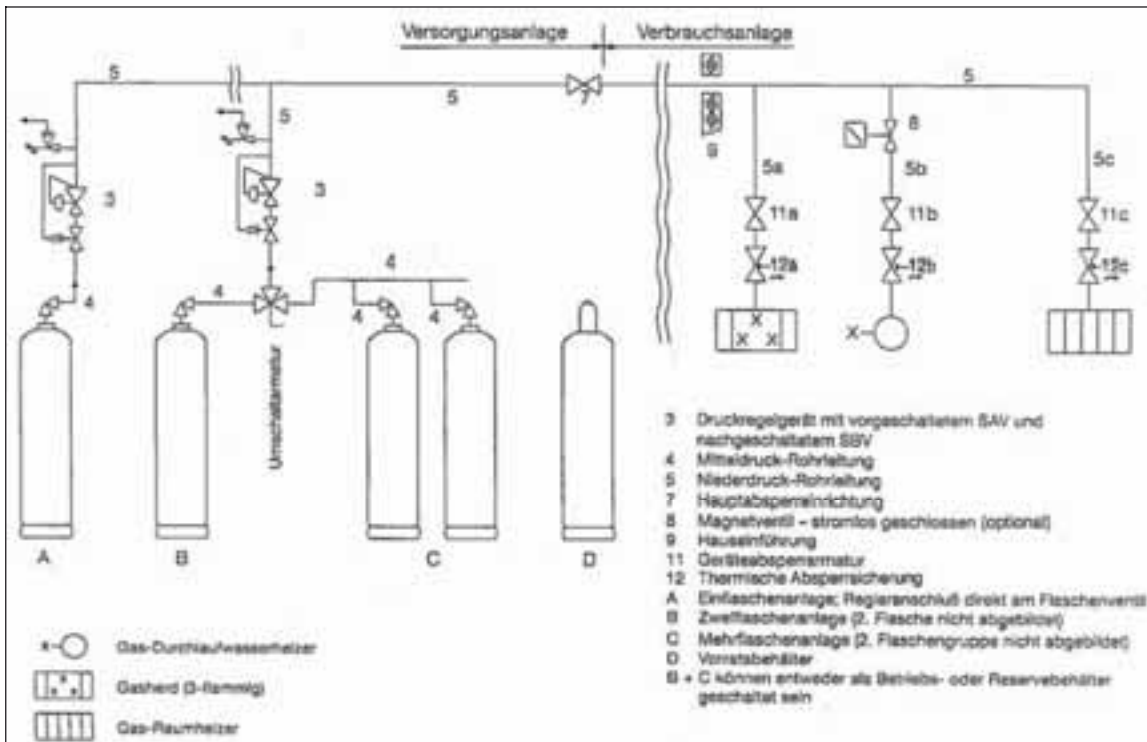 Versorgungsanlage Verbrauchsanlage
5 5 5
7
5
9
8
5a 5b 5c
3 3
11a 11b 11c
12a 12b 12c
4 4 4
4 4
X X X X
Umschaltarmatur
A B C D
3 Druckregelgerät mit vorgeschaltetem SAV und
nachgeschaltetem SBV
4 Mitteldruck-Rohrleitung
5 Niederdruck-Rohrleitung
7 Hauptabsperreinrichtung
8 Magnetventil – stromlos geschlossen (optional)
9 Hauseinführung
11 Geräteabsperrarmatur
12 Thermische Absperrsicherung
A Einflaschenanlage; Regleranschluß direkt am Flaschenventil
B Zweiflaschenanlage (2. Flasche nicht abgebildet)
C Mehrflaschenanlage (2. Flaschengruppe nicht abgebildet)
D Vorratsbehälter
B + C können entweder als Betriebs- oder Reservebehälter
geschaltet sein
x Gas-Durchlaufwasserheizer
Gasherd (3-flammig)
Gas-Raumheizer